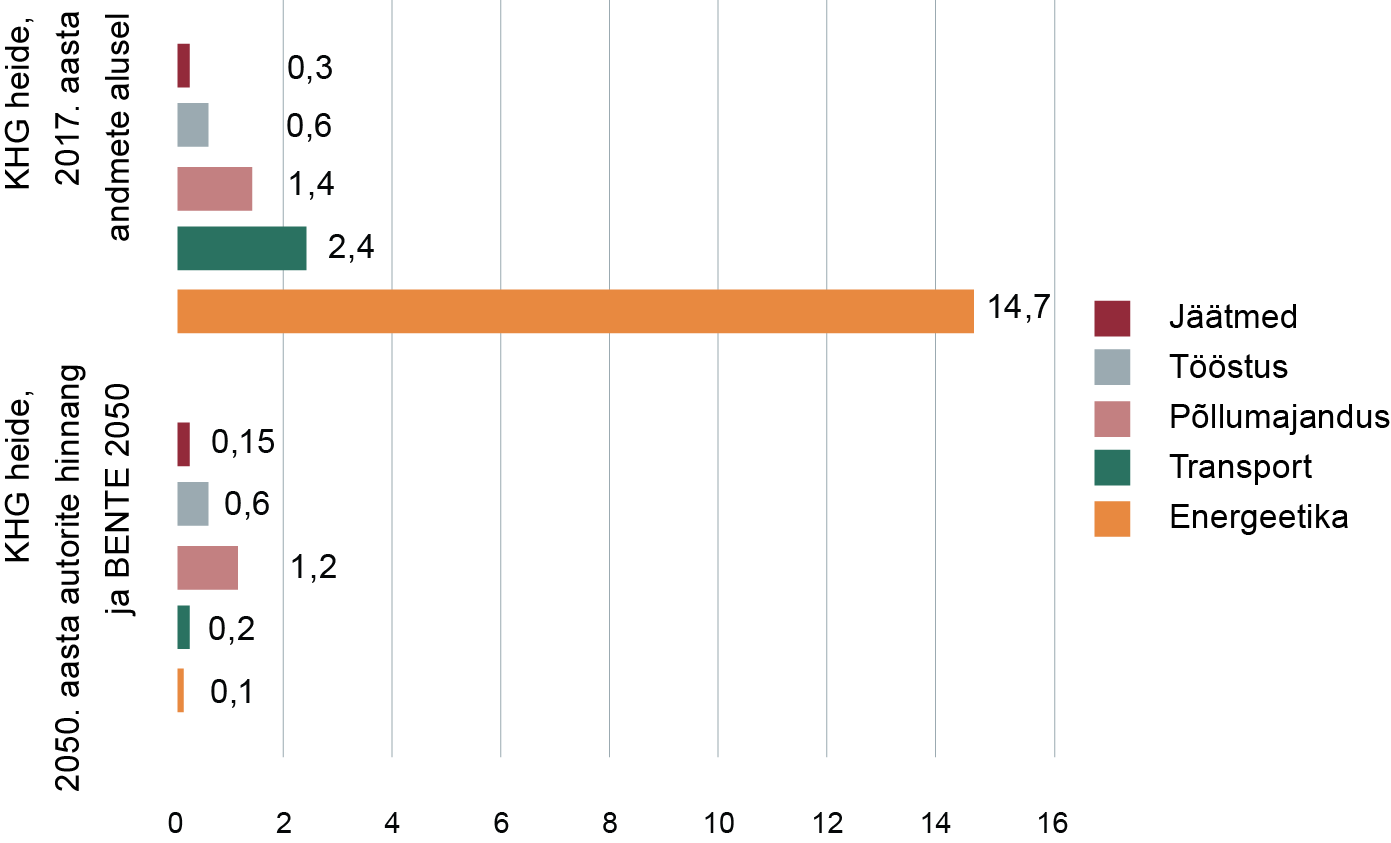 KHG heide,
2017. aasta
andmete alusel
0,3
0,6
1,4
2,4
14,7
KHG heide,
2050. aasta autorite hinnang
ja BENTE 2050
0,15
0,6
1,2
0,2
0,1
0 2 4 6 8 10 12 14 16
Jäätmed
Tööstus
Põllumajandus
Transport
Energeetika